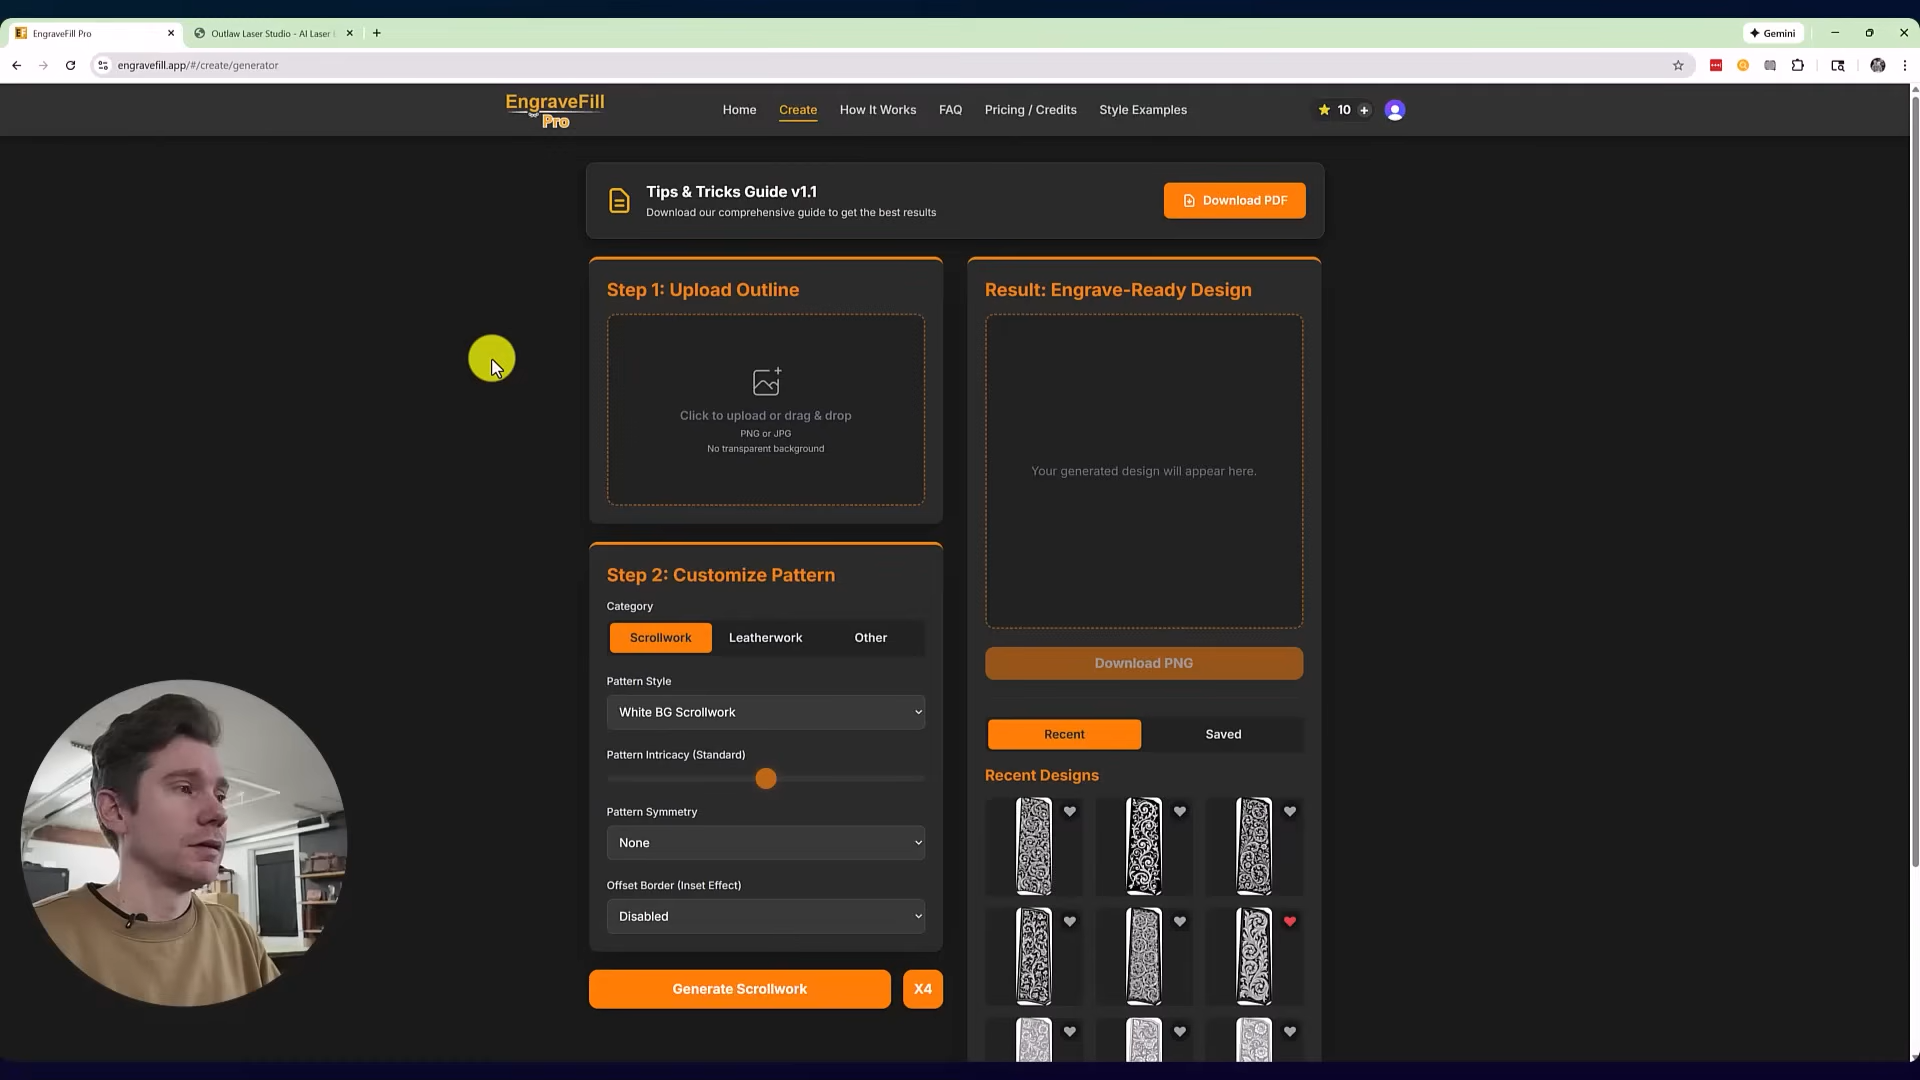 EngraveFill Pro
Outlaw Laser Studio - AI Laser
Gemini
engravefill.app/#/create/generator
EngraveFill
Pro
Home
Create
How It Works
FAQ
Pricing / Credits
Style Examples
10
Tips & Tricks Guide v1.1
Download our comprehensive guide to get the best results
Download PDF
Step 1: Upload Outline
Click to upload or drag & drop
PNG or JPG
No transparent background
Step 2: Customize Pattern
Category
Scrollwork
Leatherwork
Other
Pattern Style
White BG Scrollwork
Pattern Intricacy (Standard)
Pattern Symmetry
None
Offset Border (Inset Effect)
Disabled
Generate Scrollwork
X4
Result: Engrave-Ready Design
Your generated design will appear here.
Download PNG
Recent
Saved
Recent Designs